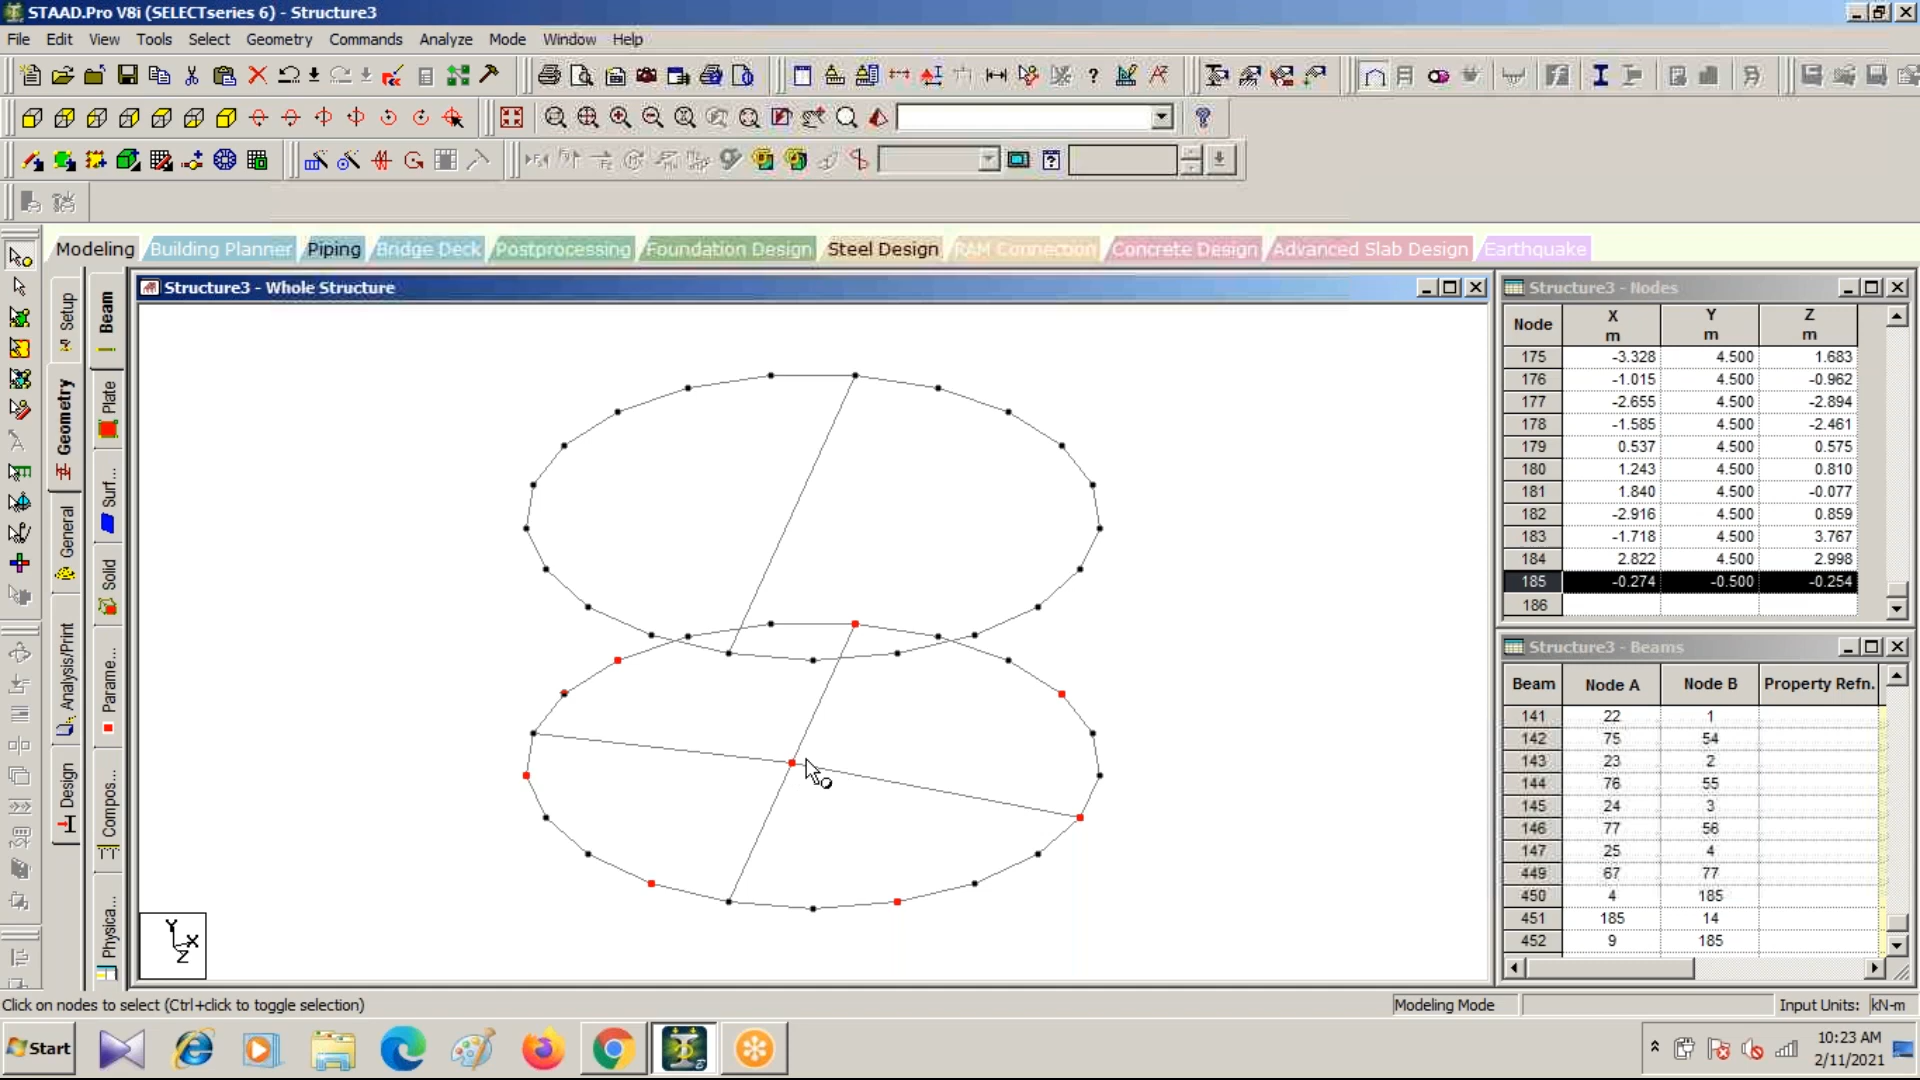 STAAD.Pro V8i (SELECTseries 6) - Structure3
File Edit View Tools Select Geometry Commands Analyze Mode Window Help
Modeling Building Planner Piping Bridge Deck Postprocessing Foundation Design Steel Design RAM Connection Concrete Design Advanced Slab Design Earthquake
Setup
Geometry
General
Analysis/Print
Design
Beam
Plate
Surf...
Solid
Parame...
Compos...
Physica...
Structure3 - Whole Structure
Y
X
Z
Structure3 - Nodes
Node X m Y m Z m
175 -3.328 4.500 1.683
176 -1.015 4.500 -0.962
177 -2.655 4.500 -2.894
178 -1.585 4.500 -2.461
179 0.537 4.500 0.575
180 1.243 4.500 0.810
181 1.840 4.500 -0.077
182 -2.916 4.500 0.859
183 -1.718 4.500 3.767
184 2.822 4.500 2.998
185 -0.274 -0.500 -0.254
186
Structure3 - Beams
Beam Node A Node B Property Refn.
141 22 1
142 75 54
143 23 2
144 76 55
145 24 3
146 77 56
147 25 4
449 67 77
450 4 185
451 185 14
452 9 185
Click on nodes to select (Ctrl+click to toggle selection)
Modeling Mode
Input Units: kN-m
Start
10:23 AM
2/11/2021